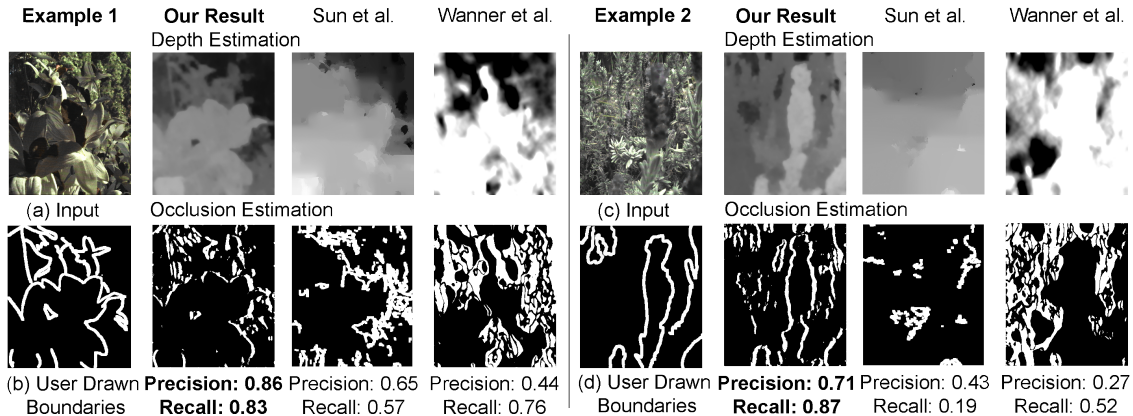 Example 1 Our Result Sun et al. Wanner et al. Example 2 Our Result Sun et al. Wanner et al.
Depth Estimation Depth Estimation
(a) Input Occlusion Estimation (c) Input Occlusion Estimation
(b) User Drawn Precision: 0.86 Precision: 0.65 Precision: 0.44 (d) User Drawn Precision: 0.71 Precision: 0.43 Precision: 0.27
Boundaries Recall: 0.83 Recall: 0.57 Recall: 0.76 Boundaries Recall: 0.87 Recall: 0.19 Recall: 0.52